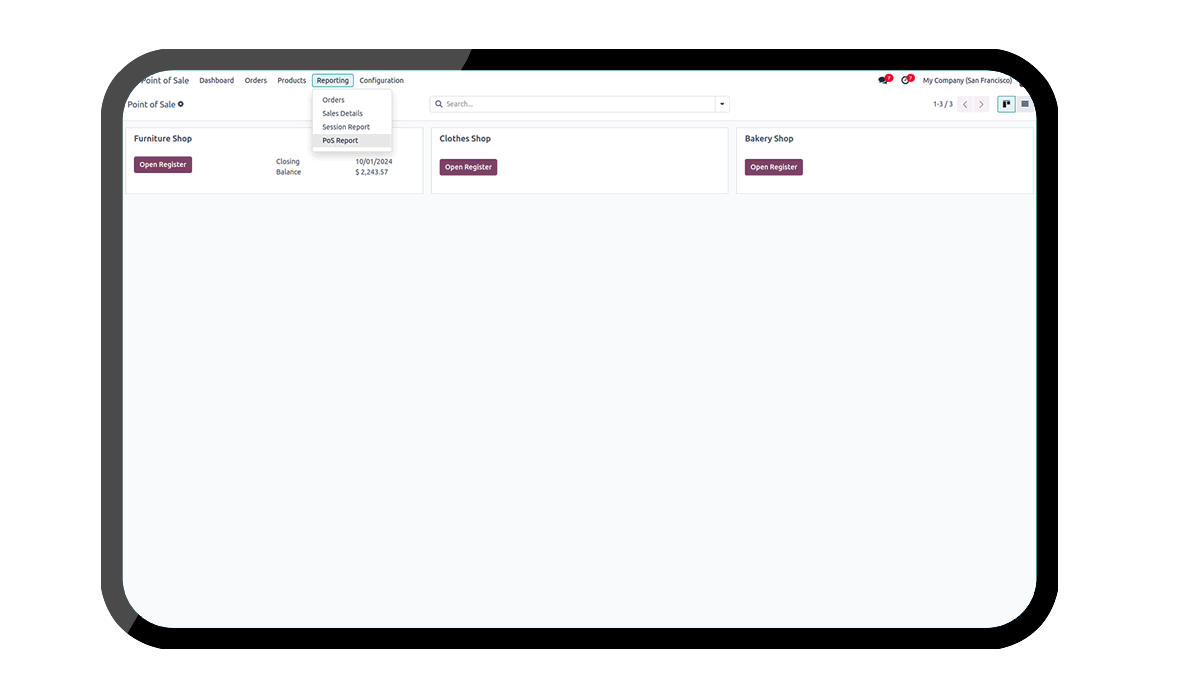 Point of Sale Dashboard Orders Products Reporting Configuration 7 7 My Company (San Francisco)
Point of Sale Search... 1-3 / 3
Orders
Sales Details
Session Report
PoS Report
Furniture Shop
Open Register
Closing 10/01/2024
Balance $ 2,243.57
Clothes Shop
Open Register
Bakery Shop
Open Register